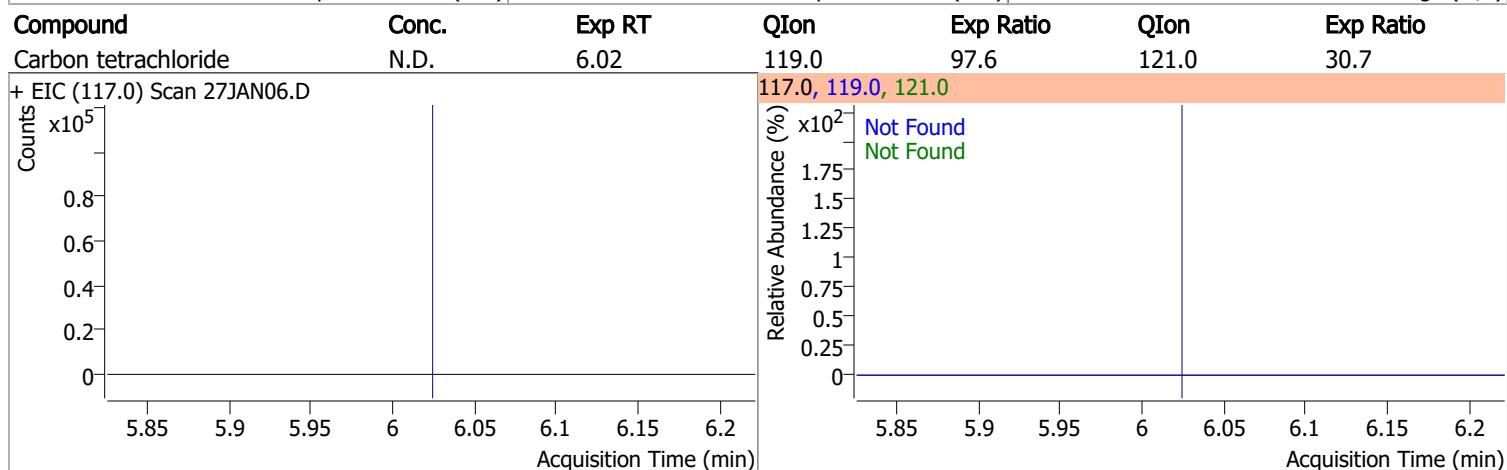 Compound Conc. Exp RT QIon Exp Ratio QIon Exp Ratio
Carbon tetrachloride N.D. 6.02 119.0 97.6 121.0 30.7
+ EIC (117.0) Scan 27JAN06.D
Counts
x10^5
0.8
0.6
0.4
0.2
0
5.85 5.9 5.95 6 6.05 6.1 6.15 6.2
Acquisition Time (min)
117.0, 119.0, 121.0
Relative Abundance (%)
x10^2
Not Found
Not Found
1.75
1.5
1.25
1
0.75
0.5
0.25
0
5.85 5.9 5.95 6 6.05 6.1 6.15 6.2
Acquisition Time (min)